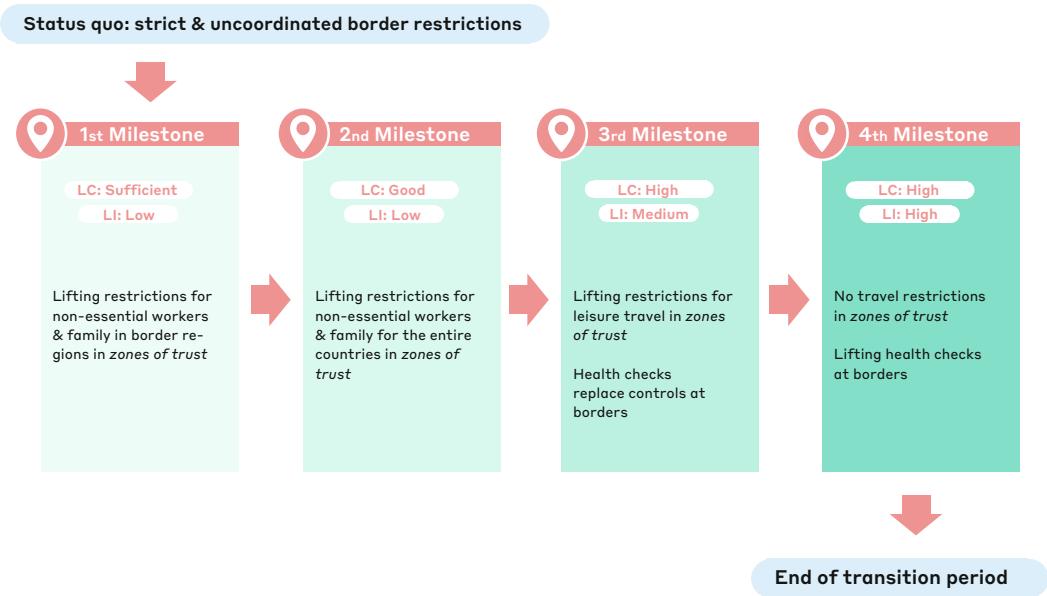 Status quo: strict & uncoordinated border restrictions
1st Milestone
LC: Sufficient
LI: Low
Lifting restrictions for
non-essential workers
& family in border re-
gions in zones of trust
2nd Milestone
LC: Good
LI: Low
Lifting restrictions for
non-essential workers
& family for the entire
countries in zones of
trust
3rd Milestone
LC: High
LI: Medium
Lifting restrictions for
leisure travel in zones
of trust
Health checks
replace controls at
borders
4th Milestone
LC: High
LI: High
No travel restrictions
in zones of trust
Lifting health checks
at borders
End of transition period